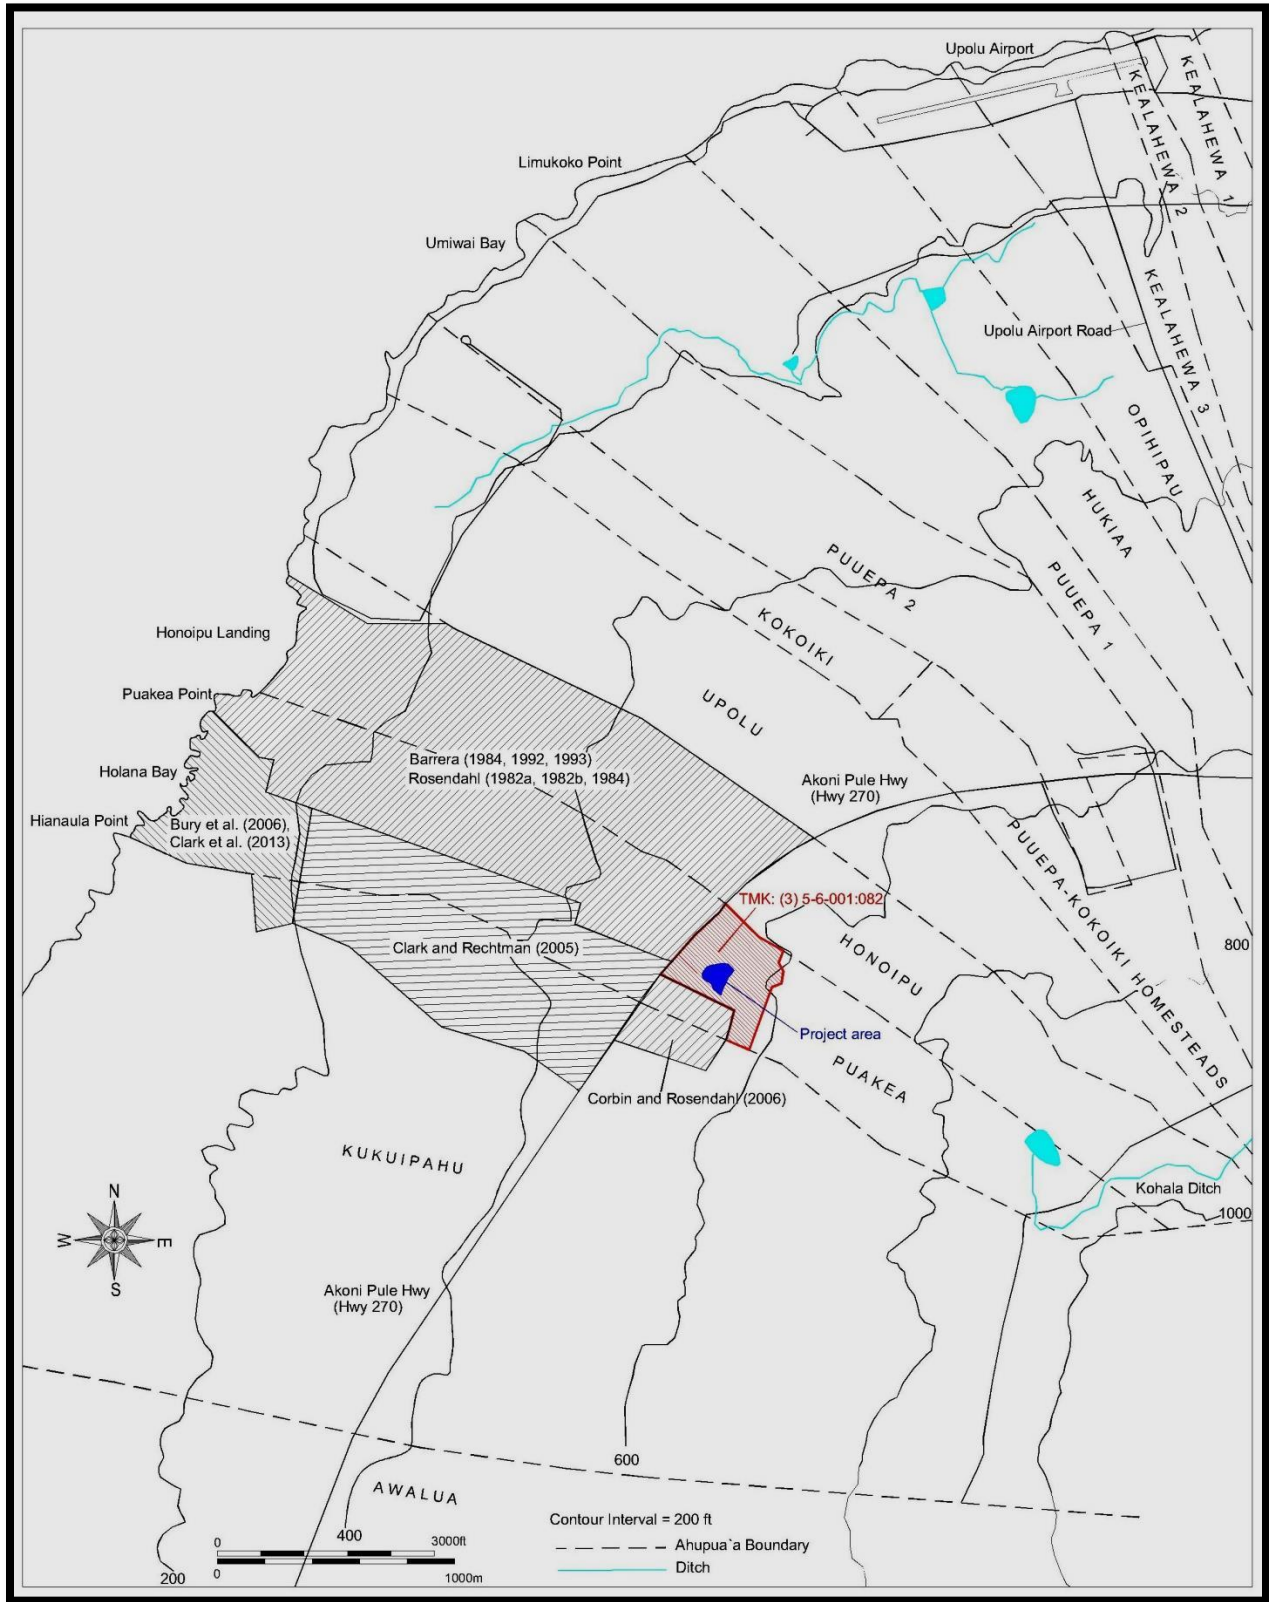 Upolu Airport
KEALAHEWA 1
KEALAHEWA 2
Limukoko Point
Umiwai Bay
KEALAHEWA 3
Upolu Airport Road
OPIHIPAU
HUKIAA
PUUEPA 2
PUUEPA 1
KOKOIKI
Honoipu Landing
Puakea Point
UPOLU
Holana Bay
Barrera (1984, 1992, 1993)
Rosendahl (1982a, 1982b, 1984)
Akoni Pule Hwy
(Hwy 270)
Hianaula Point
Bury et al. (2006),
Clark et al. (2013)
PUUEPA-KOKOIKI HOMESTEADS
TMK: (3) 5-6-001:082
Clark and Rechtman (2005)
HONOIPU
800
Project area
PUAKEA
Corbin and Rosendahl (2006)
KUKUIPAHU
Kohala Ditch
1000
N
W
E
S
Akoni Pule Hwy
(Hwy 270)
600
AWALUA
Contour Interval = 200 ft
400
0
3000ft
Ahupua`a Boundary
Ditch
0
1000m
200